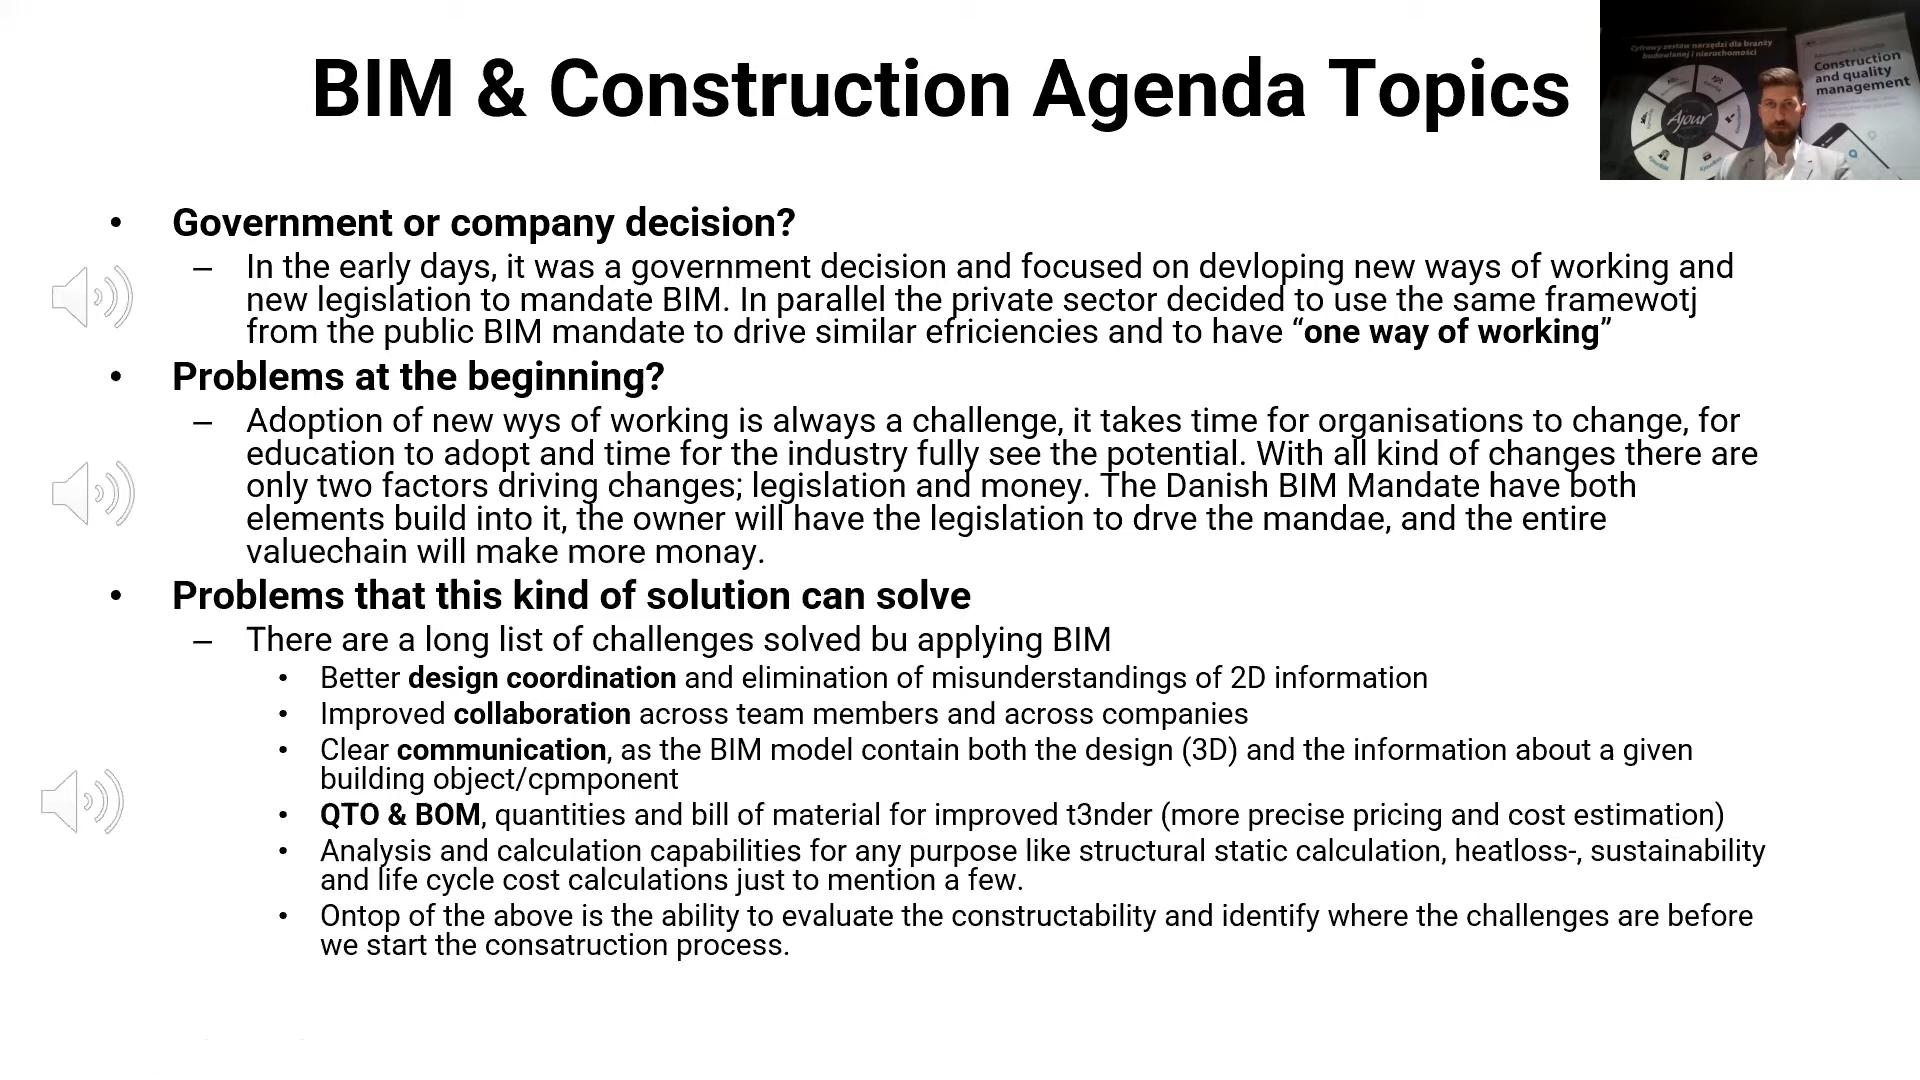 BIM & Construction Agenda Topics
Cyfrowy zestaw narzędzi dla branży
budowlanej i nieruchomości
Ajour
Construction
and quality
management
• Government or company decision?
– In the early days, it was a government decision and focused on devloping new ways of working and
new legislation to mandate BIM. In parallel the private sector decided to use the same framewotj
from the public BIM mandate to drive similar efriciencies and to have “one way of working”
• Problems at the beginning?
– Adoption of new wys of working is always a challenge, it takes time for organisations to change, for
education to adopt and time for the industry fully see the potential. With all kind of changes there are
only two factors driving changes; legislation and money. The Danish BIM Mandate have both
elements build into it, the owner will have the legislation to drve the mandae, and the entire
valuechain will make more monay.
• Problems that this kind of solution can solve
– There are a long list of challenges solved bu applying BIM
• Better design coordination and elimination of misunderstandings of 2D information
• Improved collaboration across team members and across companies
• Clear communication, as the BIM model contain both the design (3D) and the information about a given
building object/cpmponent
• QTO & BOM, quantities and bill of material for improved t3nder (more precise pricing and cost estimation)
• Analysis and calculation capabilities for any purpose like structural static calculation, heatloss-, sustainability
and life cycle cost calculations just to mention a few.
• Ontop of the above is the ability to evaluate the constructability and identify where the challenges are before
we start the consatruction process.